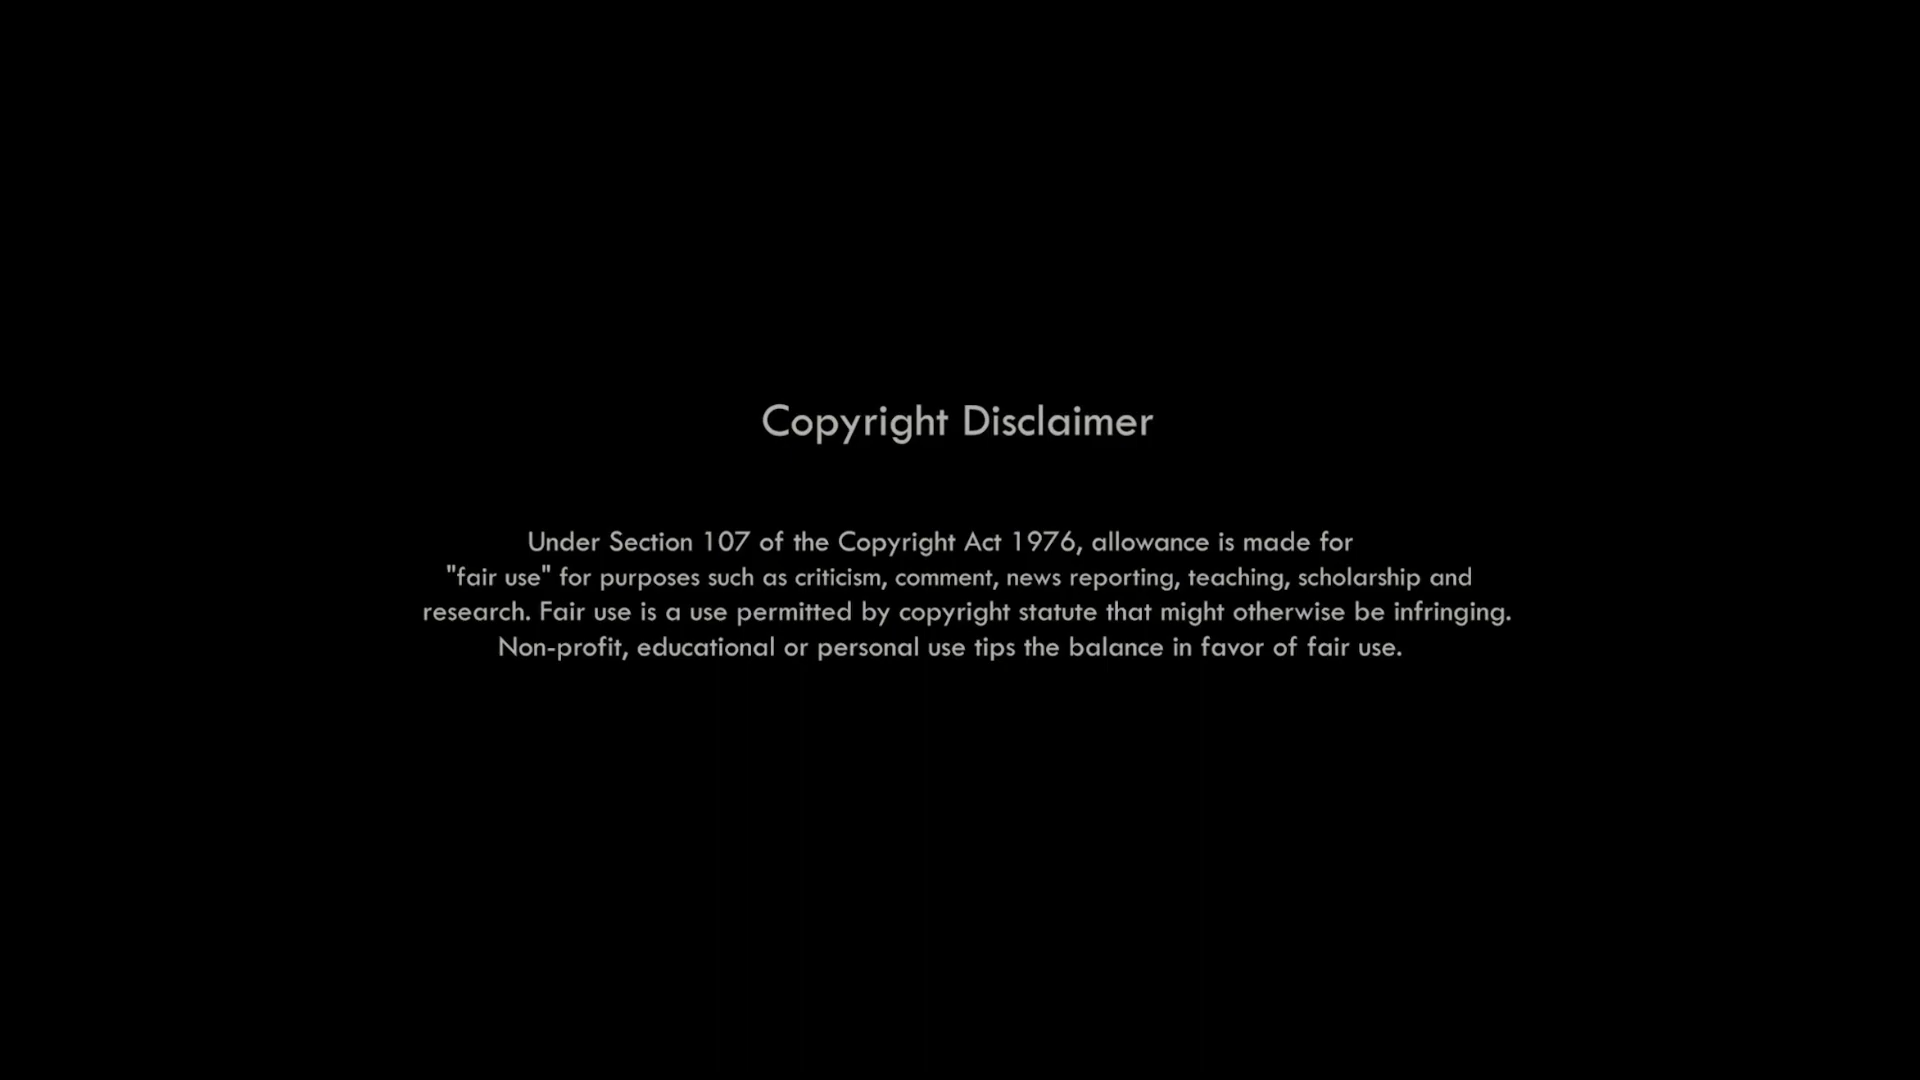 Copyright Disclaimer
Under Section 107 of the Copyright Act 1976, allowance is made for
"fair use" for purposes such as criticism, comment, news reporting, teaching, scholarship and
research. Fair use is a use permitted by copyright statute that might otherwise be infringing.
Non-profit, educational or personal use tips the balance in favor of fair use.